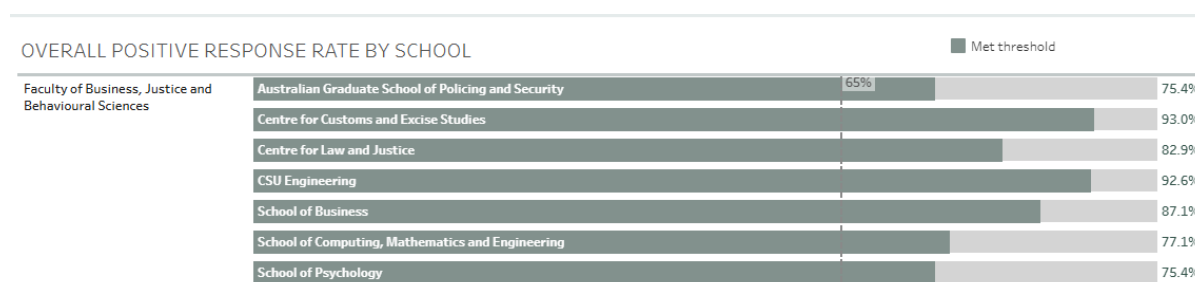 OVERALL POSITIVE RESPONSE RATE BY SCHOOL
Met threshold
Faculty of Business, Justice and
Behavioural Sciences
65%
Australian Graduate School of Policing and Security 75.4%
Centre for Customs and Excise Studies 93.0%
Centre for Law and Justice 82.9%
CSU Engineering 92.6%
School of Business 87.1%
School of Computing, Mathematics and Engineering 77.1%
School of Psychology 75.4%